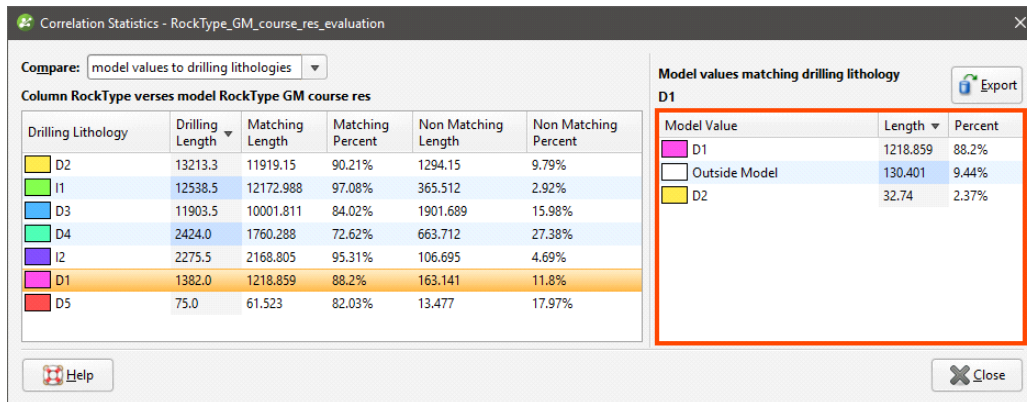 Correlation Statistics - RockType_GM_course_res_evaluation
Compare: model values to drilling lithologies
Column RockType verses model RockType GM course res
Drilling Lithology Drilling Length Matching Length Matching Percent Non Matching Length Non Matching Percent
D2 13213.3 11919.15 90.21% 1294.15 9.79%
I1 12538.5 12172.988 97.08% 365.512 2.92%
D3 11903.5 10001.811 84.02% 1901.689 15.98%
D4 2424.0 1760.288 72.62% 663.712 27.38%
I2 2275.5 2168.805 95.31% 106.695 4.69%
D1 1382.0 1218.859 88.2% 163.141 11.8%
D5 75.0 61.523 82.03% 13.477 17.97%
Model values matching drilling lithology
D1
Export
Model Value Length Percent
D1 1218.859 88.2%
Outside Model 130.401 9.44%
D2 32.74 2.37%
Help
Close